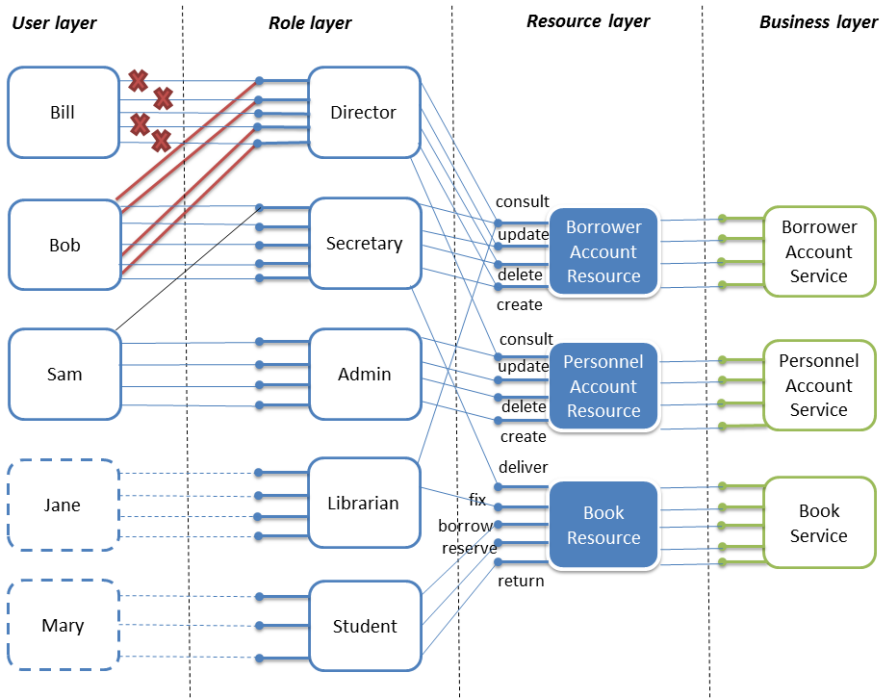 User layer
Role layer
Resource layer
Business layer
Bill
Director
Bob
Secretary
consult
update
delete
create
Borrower
Account
Resource
Borrower
Account
Service
Sam
Admin
consult
update
delete
create
Personnel
Account
Resource
Personnel
Account
Service
Jane
Librarian
deliver
fix
borrow
reserve
return
Book
Resource
Book
Service
Mary
Student